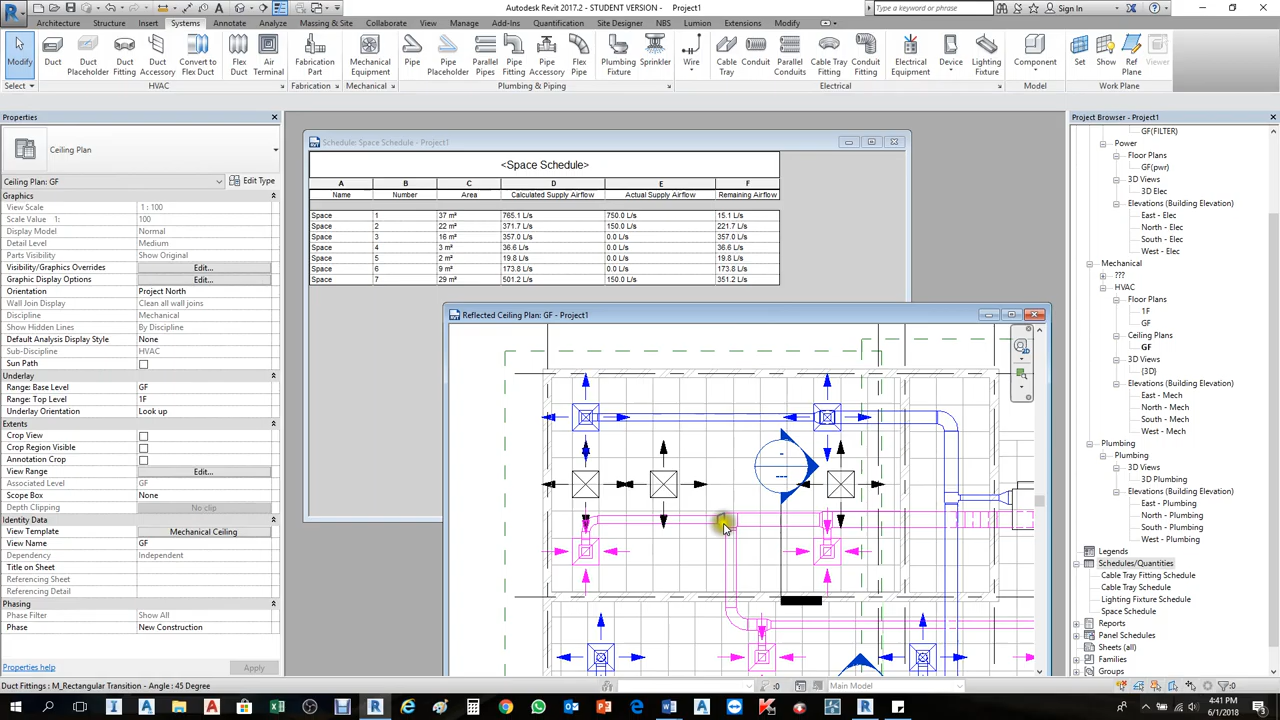 Autodesk Revit 2017.2 - STUDENT VERSION - Project1
Type a keyword or phrase
Sign In
Architecture Structure Insert Systems Annotate Analyze Massing & Site Collaborate View Manage Add-Ins Quantification Site Designer NBS Lumion Extensions Modify
Modify
Duct
Duct Placeholder
Duct Fitting
Duct Accessory
Convert to Flex Duct
Flex Duct
Air Terminal
Fabrication Part
Mechanical Equipment
Pipe
Pipe Placeholder
Parallel Pipes
Pipe Fitting
Pipe Accessory
Flex Pipe
Plumbing Fixture
Sprinkler
Wire
Cable Tray
Conduit
Parallel Conduits
Cable Tray Fitting
Conduit Fitting
Electrical Equipment
Device
Lighting Fixture
Component
Set
Show
Ref Plane
Viewer
Select HVAC Fabrication Mechanical Plumbing & Piping Electrical Model Work Plane
Properties
Ceiling Plan
Ceiling Plan: GF
Edit Type
Graphics
View Scale 1 : 100
Scale Value 1: 100
Display Model Normal
Detail Level Medium
Parts Visibility Show Original
Visibility/Graphics Overrides Edit...
Graphic Display Options Edit...
Orientation Project North
Wall Join Display Clean all wall joins
Discipline Mechanical
Show Hidden Lines By Discipline
Default Analysis Display Style None
Sub-Discipline HVAC
Sun Path
Underlay
Range: Base Level GF
Range: Top Level 1F
Underlay Orientation Look up
Extents
Crop View
Crop Region Visible
Annotation Crop
View Range Edit...
Associated Level GF
Scope Box None
Depth Clipping No clip
Identity Data
View Template Mechanical Ceiling
View Name GF
Dependency Independent
Title on Sheet
Referencing Sheet
Referencing Detail
Phasing
Phase Filter Show All
Phase New Construction
Properties help
Apply
Schedule: Space Schedule - Project1
<Space Schedule>
A B C D E F
Name Number Area Calculated Supply Airflow Actual Supply Airflow Remaining Airflow
Space 1 37 m² 765.1 L/s 750.0 L/s 15.1 L/s
Space 2 22 m² 371.7 L/s 150.0 L/s 221.7 L/s
Space 3 16 m² 357.0 L/s 0.0 L/s 357.0 L/s
Space 4 3 m² 36.6 L/s 0.0 L/s 36.6 L/s
Space 5 2 m² 19.8 L/s 0.0 L/s 19.8 L/s
Space 6 9 m² 173.8 L/s 0.0 L/s 173.8 L/s
Space 7 29 m² 501.2 L/s 150.0 L/s 351.2 L/s
Reflected Ceiling Plan: GF - Project1
2D
Project Browser - Project1
GF(FILTER)
Power
Floor Plans
GF(pwr)
3D Views
3D Elec
Elevations (Building Elevation)
East - Elec
North - Elec
South - Elec
West - Elec
Mechanical
???
HVAC
Floor Plans
1F
GF
Ceiling Plans
GF
3D Views
{3D}
Elevations (Building Elevation)
East - Mech
North - Mech
South - Mech
West - Mech
Plumbing
Plumbing
3D Views
3D Plumbing
Elevations (Building Elevation)
East - Plumbing
North - Plumbing
South - Plumbing
West - Plumbing
Legends
Schedules/Quantities
Cable Tray Fitting Schedule
Cable Tray Schedule
Lighting Fixture Schedule
Space Schedule
Reports
Panel Schedules
Sheets (all)
Families
Groups
:0
Main Model
:0
4:41 PM
6/1/2018